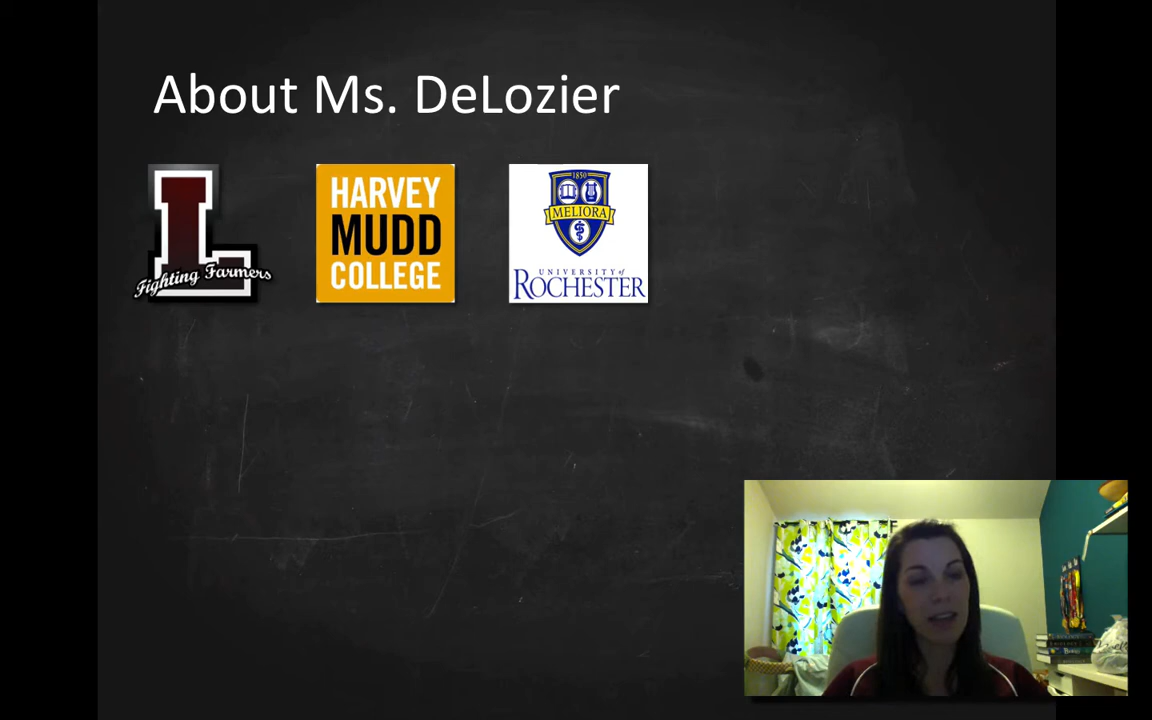 About Ms. DeLozier
L
Fighting Farmers
HARVEY
MUDD
COLLEGE
1850
MELIORA
UNIVERSITY of
ROCHESTER